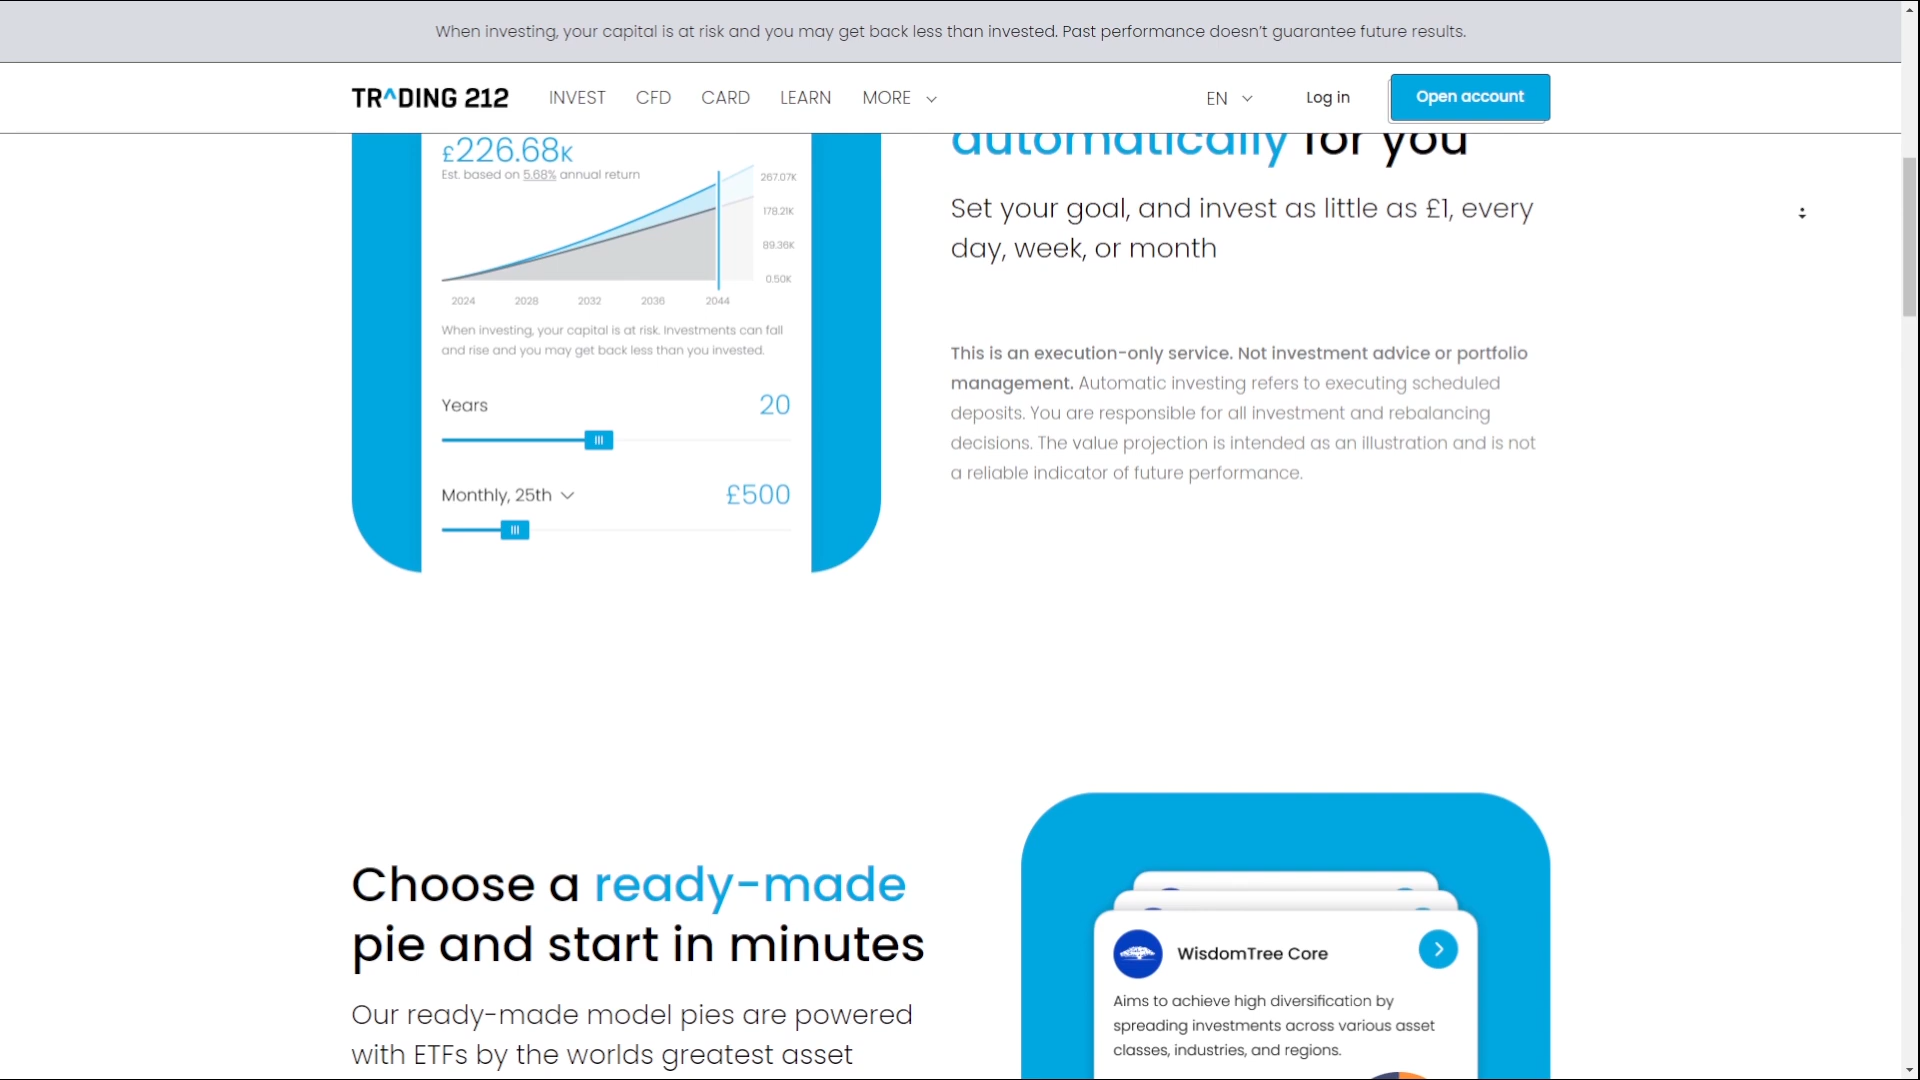 When investing, your capital is at risk and you may get back less than invested. Past performance doesn't guarantee future results.
TR^DING 212
INVEST
CFD
CARD
LEARN
MORE
EN
Log in
Open account
£226.68K
Est. based on 5.68% annual return
267.07K
178.21K
89.36K
0.50K
2024 2028 2032 2036 2044
When investing, your capital is at risk. Investments can fall
and rise and you may get back less than you invested.
Years 20
Monthly, 25th £500
automatically for you
Set your goal, and invest as little as £1, every
day, week, or month
This is an execution-only service. Not investment advice or portfolio
management. Automatic investing refers to executing scheduled
deposits. You are responsible for all investment and rebalancing
decisions. The value projection is intended as an illustration and is not
a reliable indicator of future performance.
Choose a ready-made
pie and start in minutes
Our ready-made model pies are powered
with ETFs by the worlds greatest asset
WisdomTree Core
Aims to achieve high diversification by
spreading investments across various asset
classes, industries, and regions.